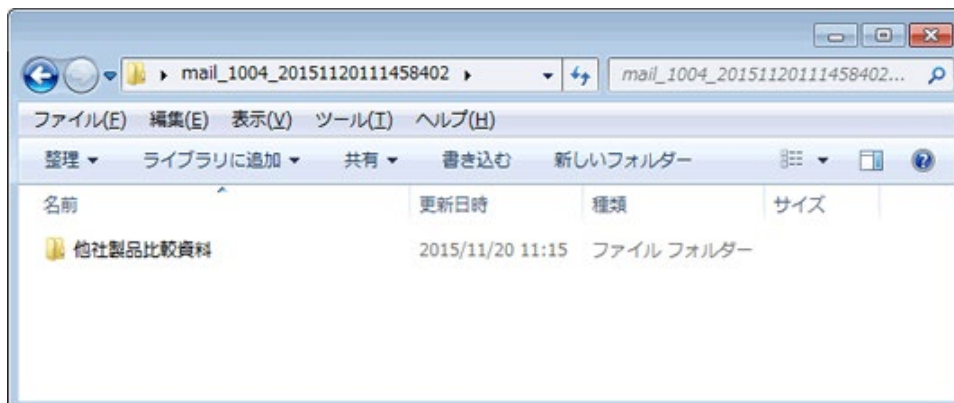 mail_1004_20151120111458402
mail_1004_20151120111458402...
ファイル(F) 編集(E) 表示(V) ツール(T) ヘルプ(H)
整理 ライブラリに追加 共有 書き込む 新しいフォルダー
名前 更新日時 種類 サイズ
他社製品比較資料 2015/11/20 11:15 ファイル フォルダー